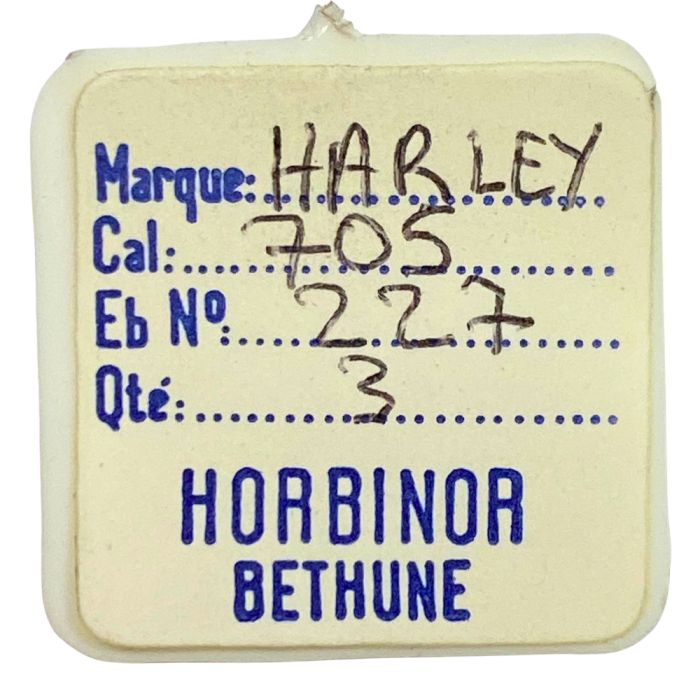 Marque: HARLEY
Cal: 705
Eb Nº: 227
Qté: 3
HORBINOR
BETHUNE